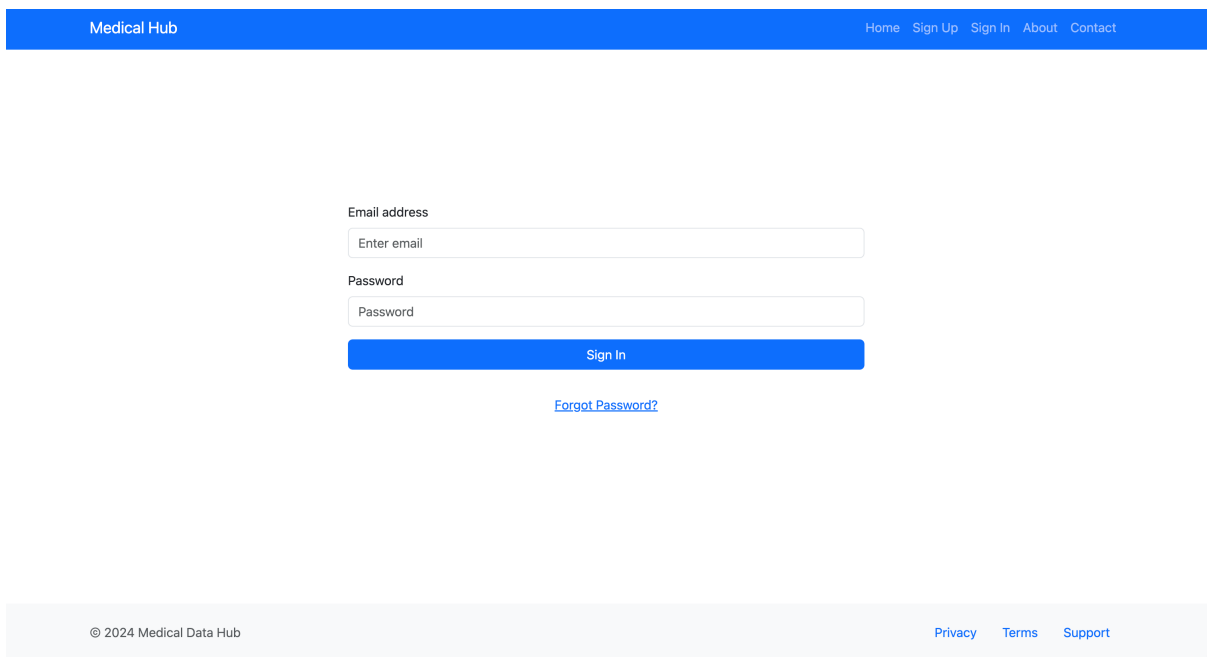 Medical Hub Home Sign Up Sign In About Contact
Email address
Enter email
Password
Password
Sign In
Forgot Password?
© 2024 Medical Data Hub Privacy Terms Support